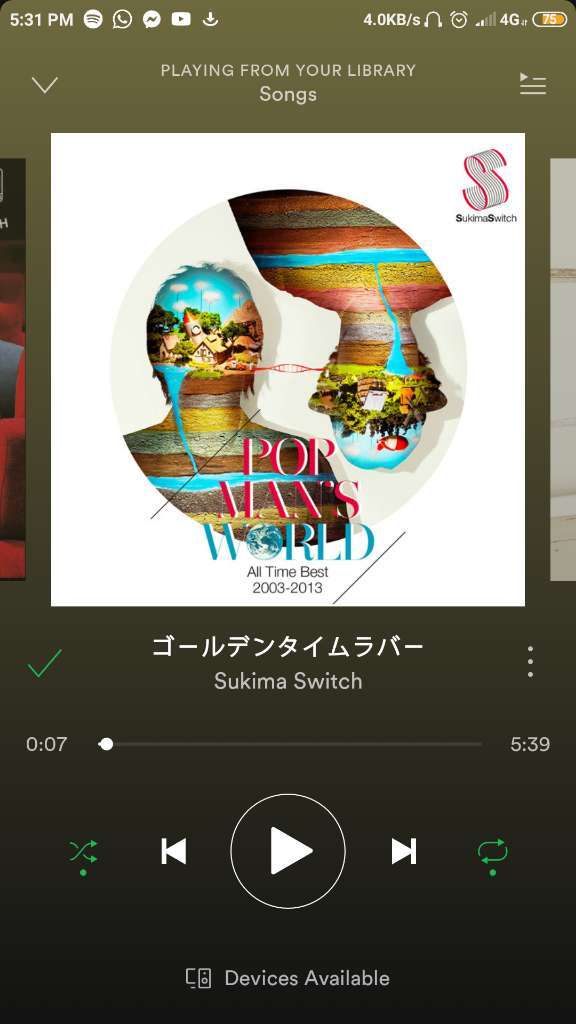 5:31 PM 4.0KB/s 4G 75
PLAYING FROM YOUR LIBRARY
Songs
SukimaSwitch
H
POP
MAN'S
WORLD
All Time Best
2003-2013
ゴールデンタイムラバー
Sukima Switch
0:07 5:39
Devices Available